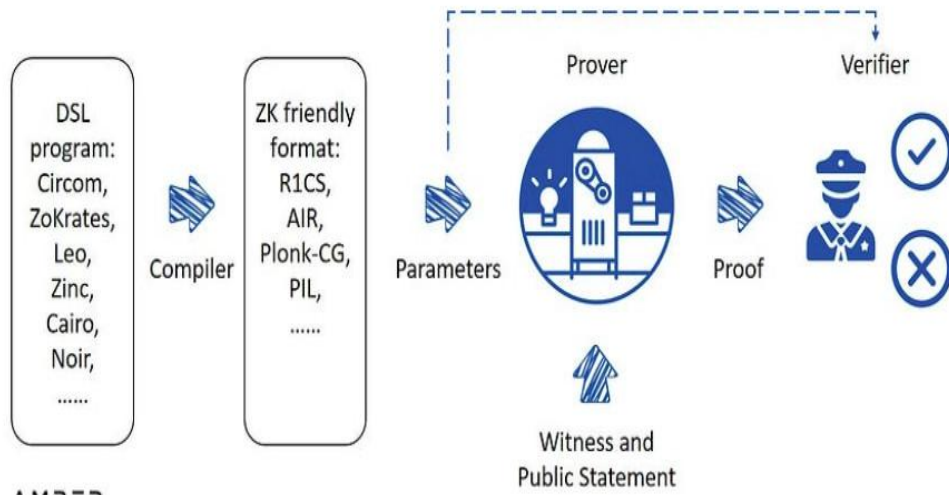 DSL
program:
Circom,
ZoKrates,
Leo,
Zinc,
Cairo,
Noir,
......
Compiler
ZK friendly
format:
R1CS,
AIR,
Plonk-CG,
PIL,
......
Parameters
Prover
Witness and
Public Statement
Proof
Verifier